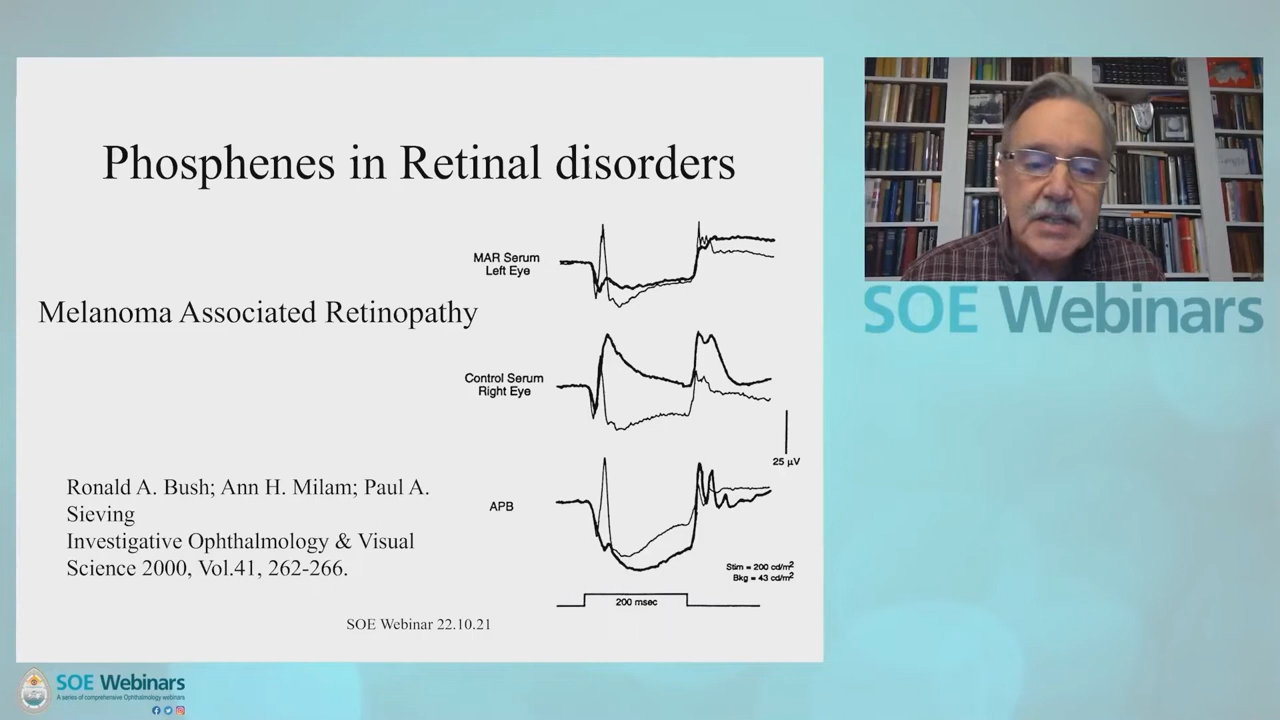 Phosphenes in Retinal disorders
MAR Serum
Left Eye
Melanoma Associated Retinopathy
Control Serum
Right Eye
25 µV
Ronald A. Bush; Ann H. Milam; Paul A.
Sieving
Investigative Ophthalmology & Visual
Science 2000, Vol.41, 262-266.
APB
Stim = 200 cd/m2
Bkg = 43 cd/m2
200 msec
SOE Webinar 22.10.21
SOE Webinars
SOE Webinars
A series of comprehensive Ophthalmology webinars